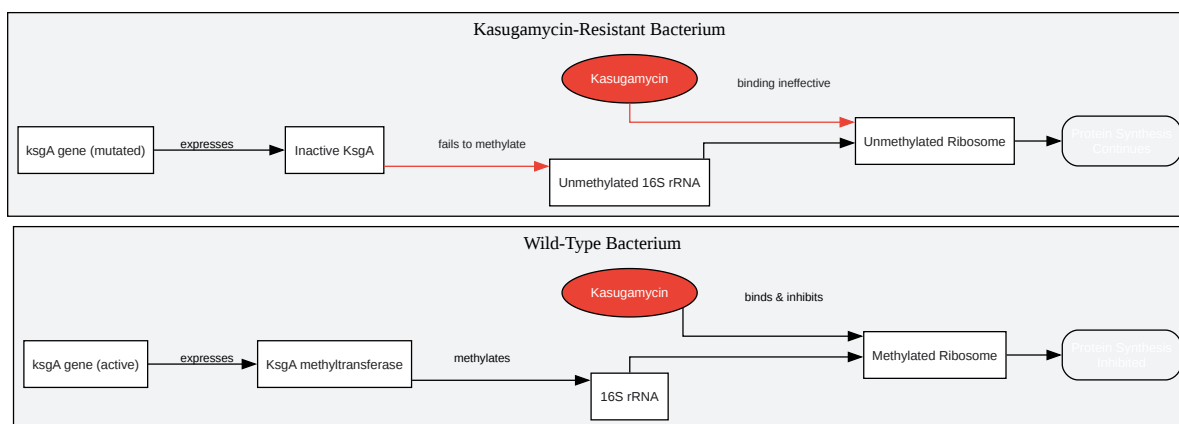 Kasugamycin-Resistant Bacterium
Kasugamycin
binding ineffective
ksgA gene (mutated)
expresses
Inactive KsgA
fails to methylate
Unmethylated 16S rRNA
Unmethylated Ribosome
Protein Synthesis
Continues
Wild-Type Bacterium
Kasugamycin
binds & inhibits
ksgA gene (active)
expresses
KsgA methyltransferase
methylates
16S rRNA
Methylated Ribosome
Protein Synthesis
Inhibited